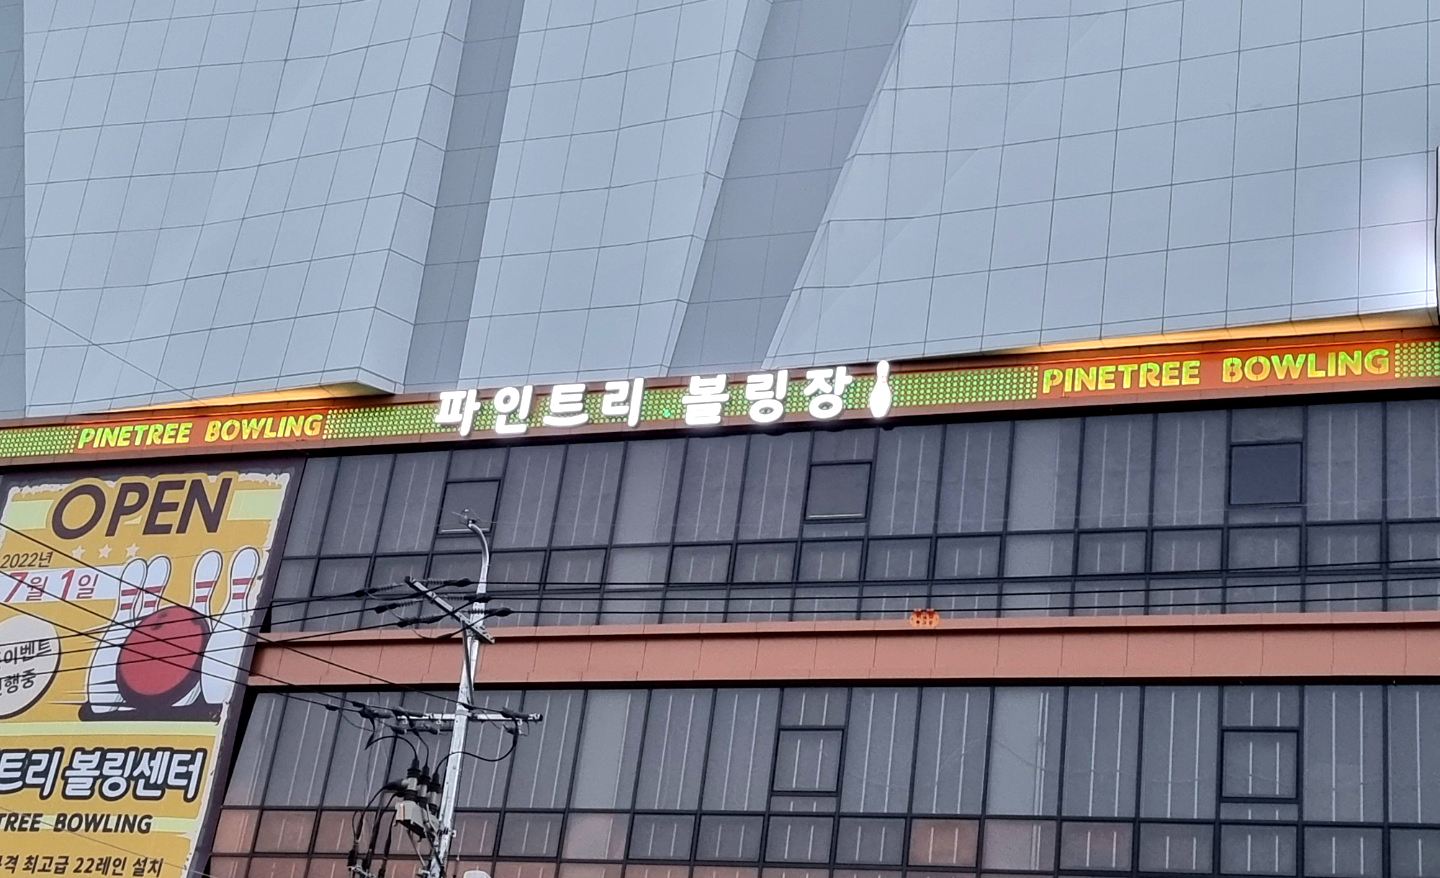 PINETREE BOWLING
파인트리 볼링장
PINETREE BOWLING
OPEN
2022년
7월 1일
이벤트
행중
트리 볼링센터
TREE BOWLING
최고급 22레인 설치